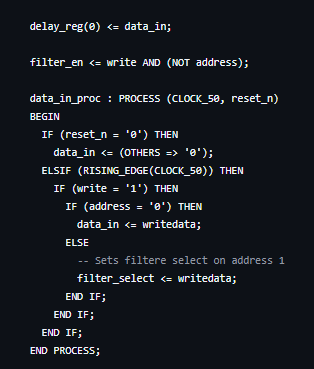 delay_reg(0) <= data_in;
filter_en <= write AND (NOT address);
data_in_proc : PROCESS (CLOCK_50, reset_n)
BEGIN
IF (reset_n = '0') THEN
data_in <= (OTHERS => '0');
ELSIF (RISING_EDGE(CLOCK_50)) THEN
IF (write = '1') THEN
IF (address = '0') THEN
data_in <= writedata;
ELSE
-- Sets filtere select on address 1
filter_select <= writedata;
END IF;
END IF;
END IF;
END PROCESS;